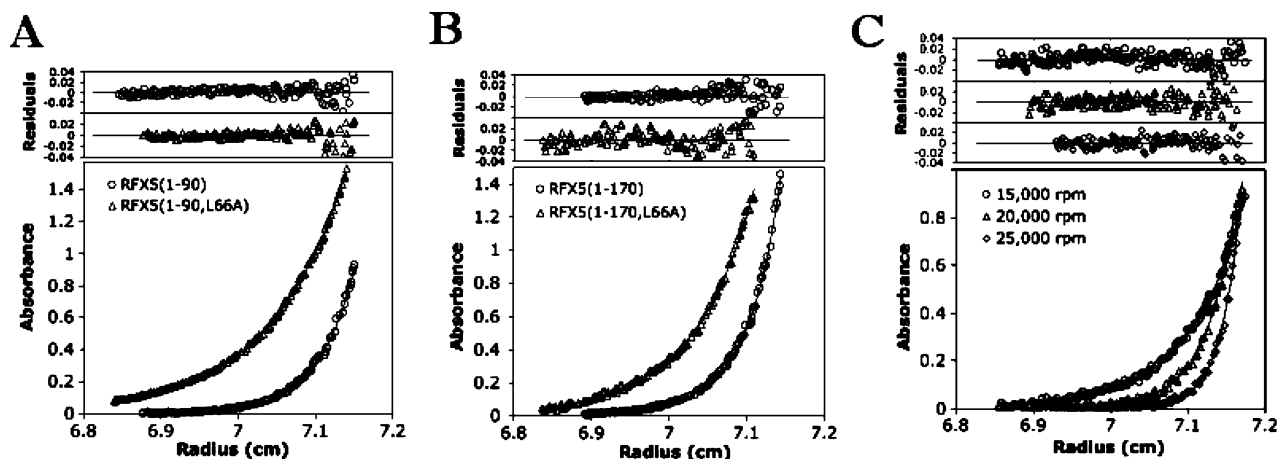 A
Residuals
0.04
0.02
0
-0.02
0.02
0
-0.02
-0.04
Absorbance
1.4
1.2
1
0.8
0.6
0.4
0.2
0
RFX5(1-90)
RFX5(1-90,L66A)
6.8 6.9 7 7.1 7.2
Radius (cm)
B
Residuals
0.04
0.02
0
-0.02
0.02
0
-0.02
-0.04
Absorbance
1.4
1.2
1
0.8
0.6
0.4
0.2
0
RFX5(1-170)
RFX5(1-170,L66A)
6.8 6.9 7 7.1 7.2
Radius (cm)
C
Residuals
0.04
0.02
0
-0.02
0.02
0
-0.02
0.02
0
-0.02
-0.04
Absorbance
0.8
0.6
0.4
0.2
0
15,000 rpm
20,000 rpm
25,000 rpm
6.8 6.9 7 7.1 7.2
Radius (cm)